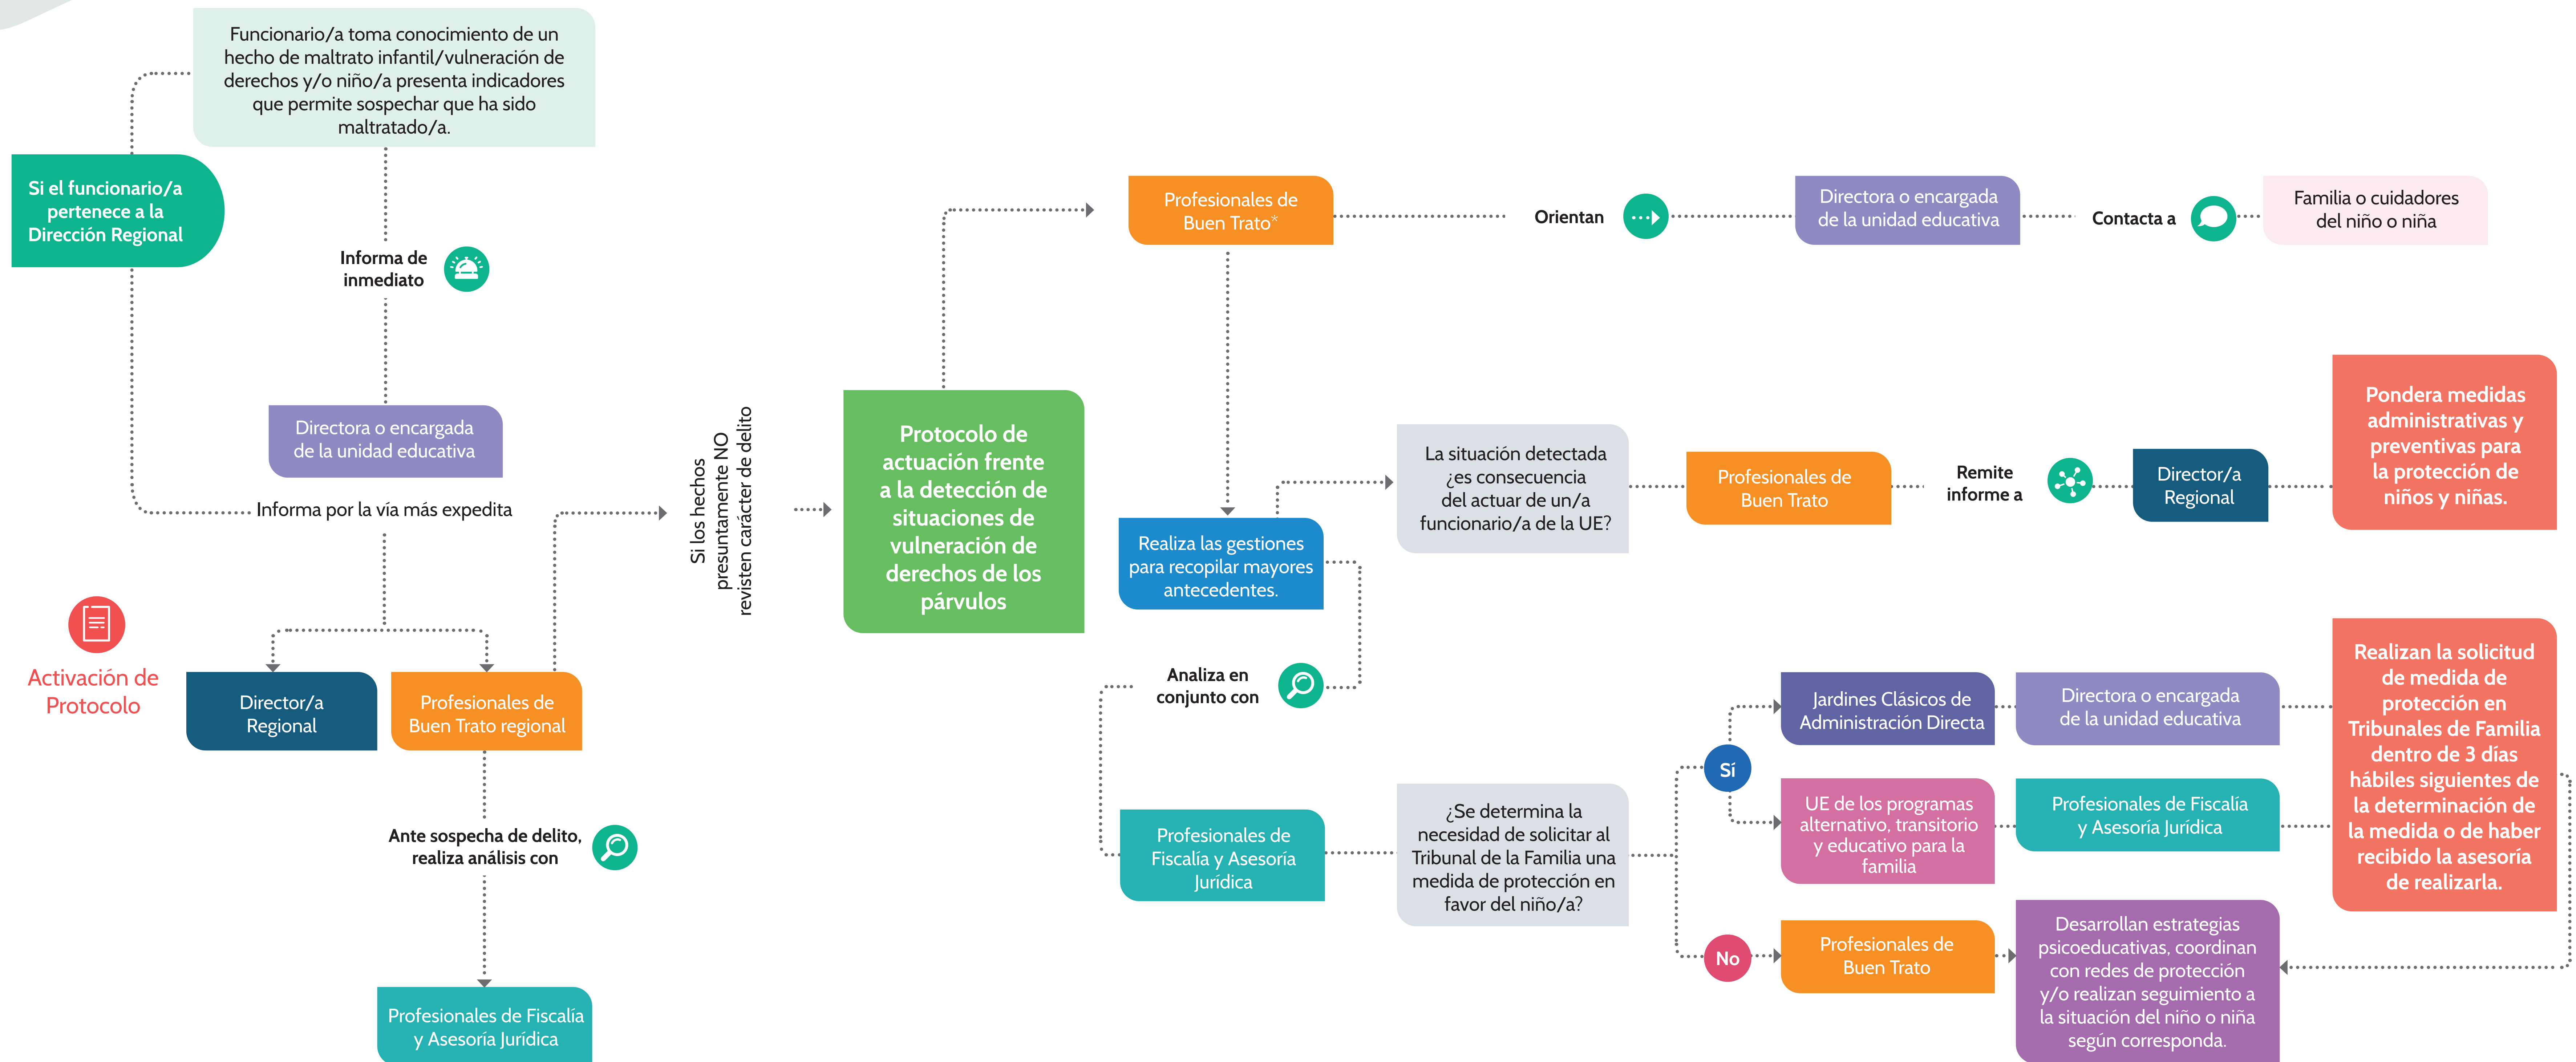 Funcionario/a toma conocimiento de un
hecho de maltrato infantil/vulneración de
derechos y/o niño/a presenta indicadores
que permite sospechar que ha sido
maltratado/a.
Si el funcionario/a
pertenece a la
Dirección Regional
Informa de
inmediato
Directora o encargada
de la unidad educativa
Informa por la vía más expedita
Activación de
Protocolo
Director/a
Regional
Profesionales de
Buen Trato regional
Ante sospecha de delito,
realiza análisis con
Profesionales de Fiscalía
y Asesoría Jurídica
Si los hechos
presuntamente NO
revisten carácter de delito
Protocolo de
actuación frente
a la detección de
situaciones de
vulneración de
derechos de los
párvulos
Profesionales de
Buen Trato*
Orientan
Directora o encargada
de la unidad educativa
Contacta a
Familia o cuidadores
del niño o niña
Realiza las gestiones
para recopilar mayores
antecedentes.
La situación detectada
¿es consecuencia
del actuar de un/a
funcionario/a de la UE?
Profesionales de
Buen Trato
Remite
informe a
Director/a
Regional
Pondera medidas
administrativas y
preventivas para
la protección de
niños y niñas.
Analiza en
conjunto con
Profesionales de
Fiscalía y Asesoría
Jurídica
¿Se determina la
necesidad de solicitar al
Tribunal de la Familia una
medida de protección en
favor del niño/a?
Sí
Jardines Clásicos de
Administración Directa
Directora o encargada
de la unidad educativa
UE de los programas
alternativo, transitorio
y educativo para la
familia
Profesionales de Fiscalía
y Asesoría Jurídica
Realizan la solicitud
de medida de
protección en
Tribunales de Familia
dentro de 3 días
hábiles siguientes de
la determinación de
la medida o de haber
recibido la asesoría
de realizarla.
No
Profesionales de
Buen Trato
Desarrollan estrategias
psicoeducativas, coordinan
con redes de protección
y/o realizan seguimiento a
la situación del niño o niña
según corresponda.